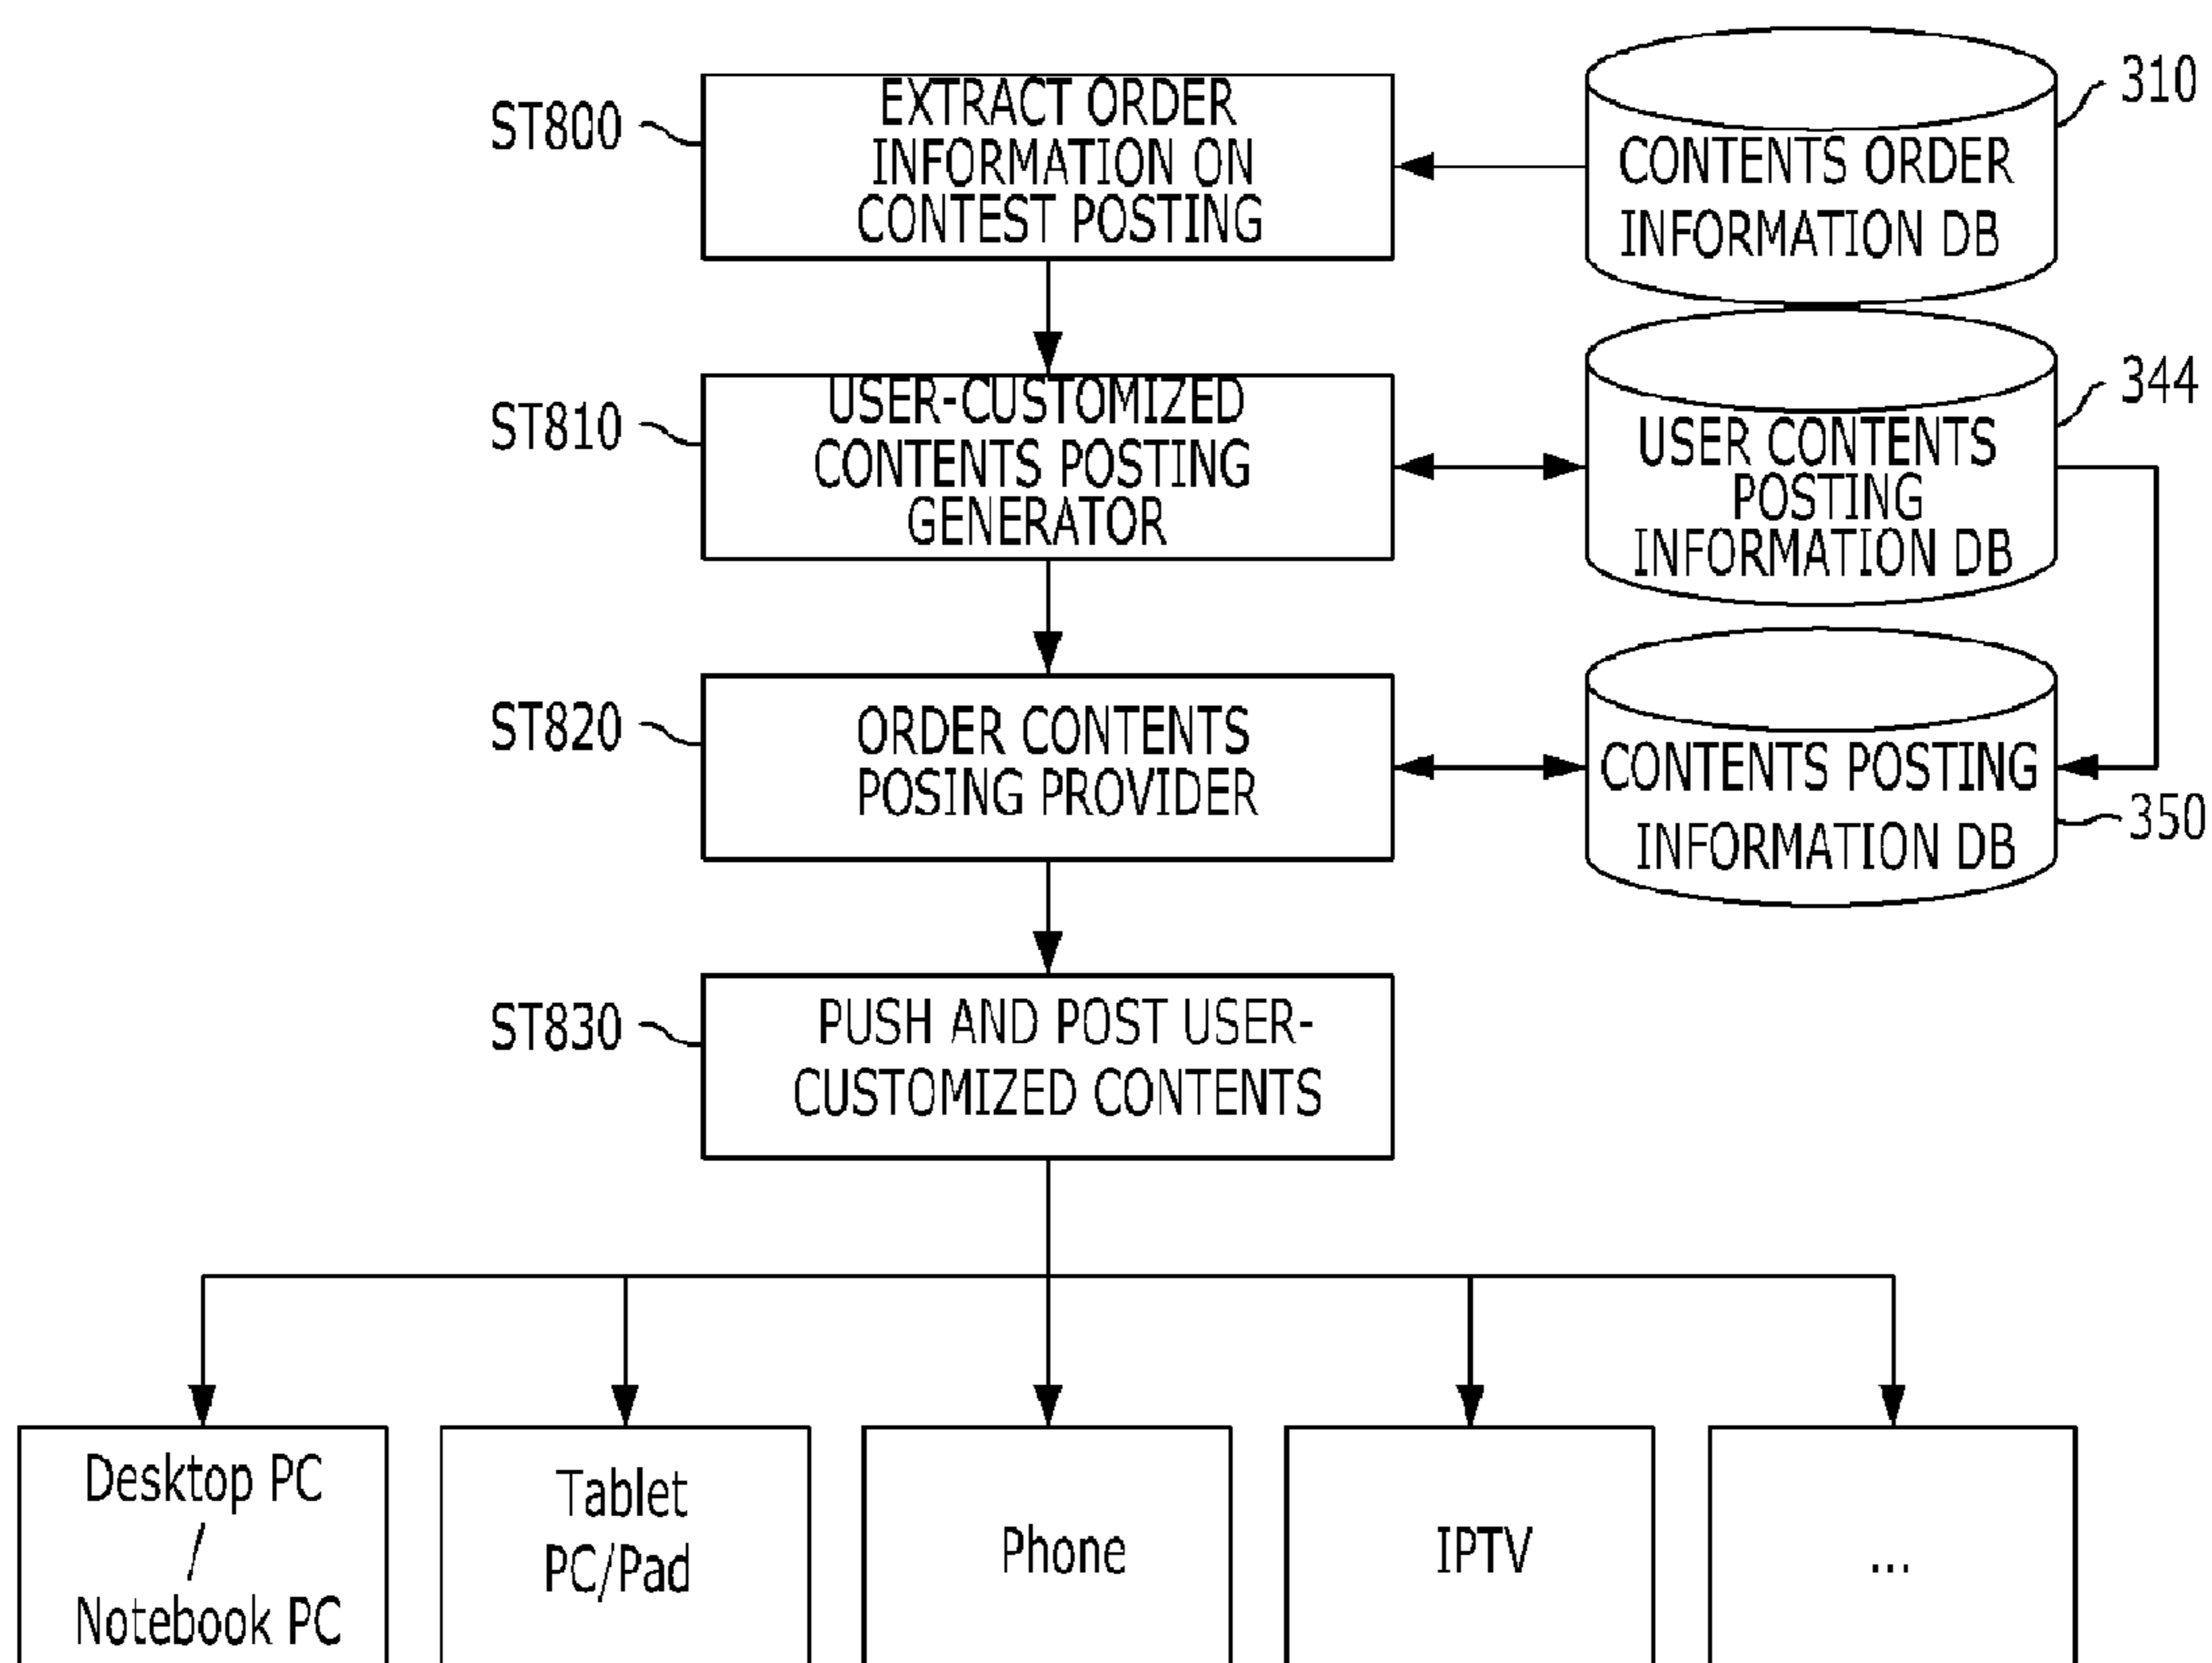 ST800
EXTRACT ORDER
INFORMATION ON
CONTEST POSTING
CONTENTS ORDER
INFORMATION DB
310
ST810
USER-CUSTOMIZED
CONTENTS POSTING
GENERATOR
USER CONTENTS
POSTING
INFORMATION DB
344
ST820
ORDER CONTENTS
POSING PROVIDER
CONTENTS POSTING
INFORMATION DB
350
ST830
PUSH AND POST USER-
CUSTOMIZED CONTENTS
Desktop PC
/
Notebook PC
Tablet
PC/Pad
Phone
IPTV
...